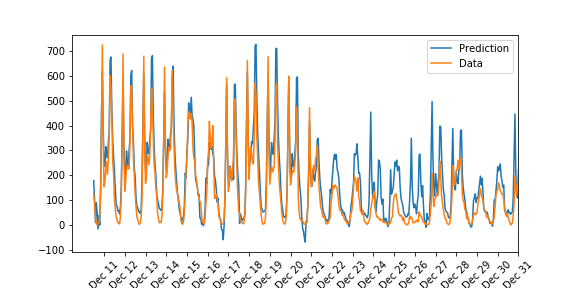 700
600
500
400
300
200
100
0
−100
Prediction
Data
Dec 11
Dec 12
Dec 13
Dec 14
Dec 15
Dec 16
Dec 17
Dec 18
Dec 19
Dec 20
Dec 21
Dec 22
Dec 23
Dec 24
Dec 25
Dec 26
Dec 27
Dec 28
Dec 29
Dec 30
Dec 31